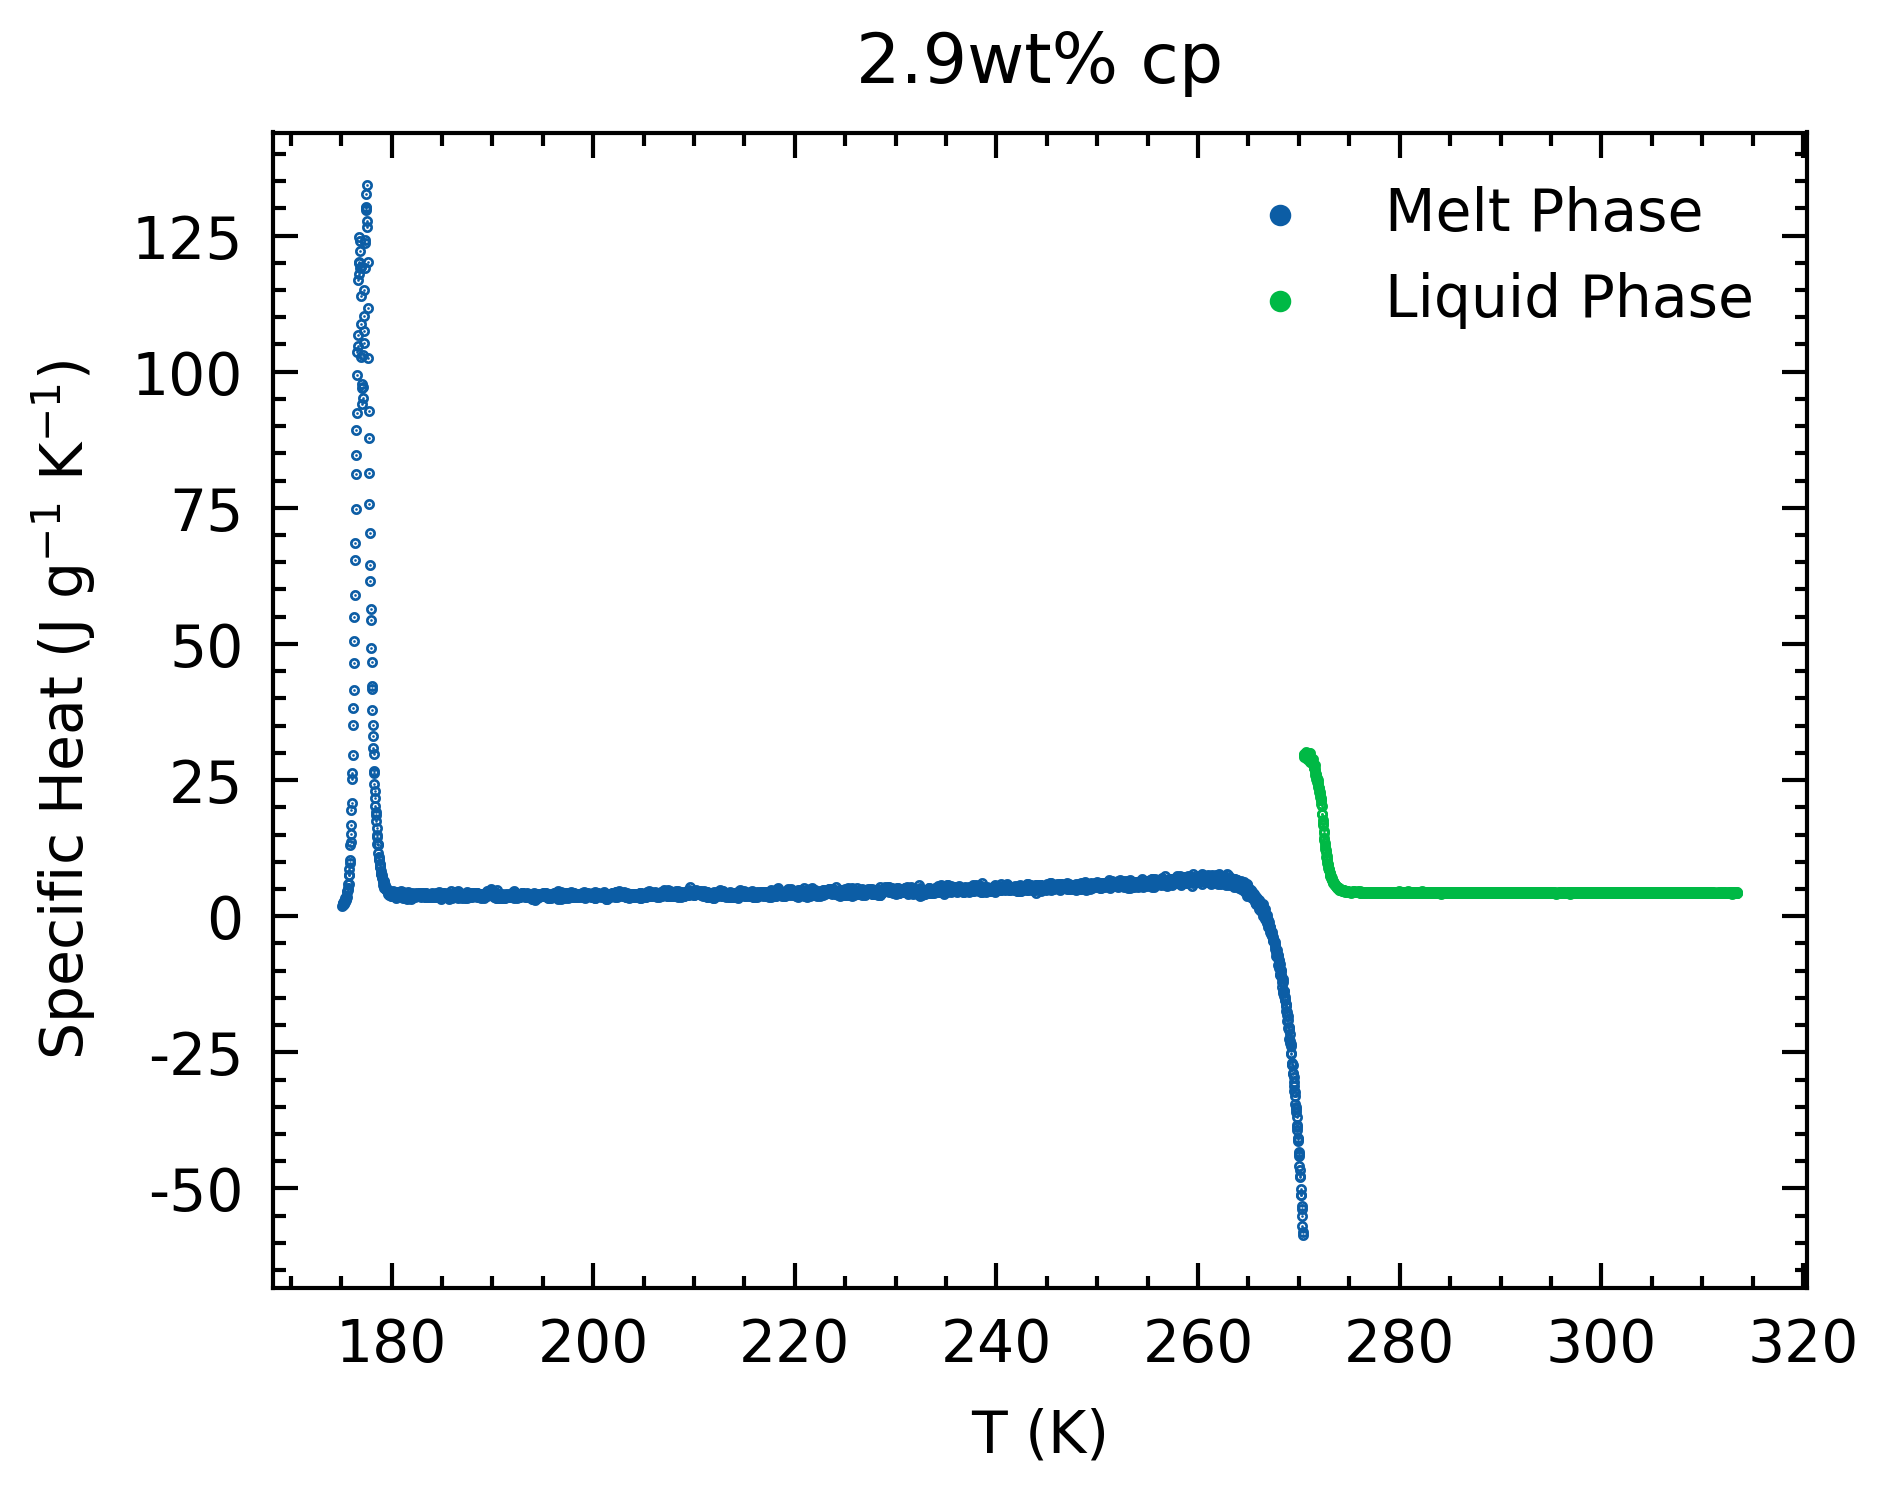 2.9wt% cp
Melt Phase
Liquid Phase
Specific Heat (J g⁻¹ K⁻¹)
125
100
75
50
25
0
-25
-50
180 200 220 240 260 280 300 320
T (K)